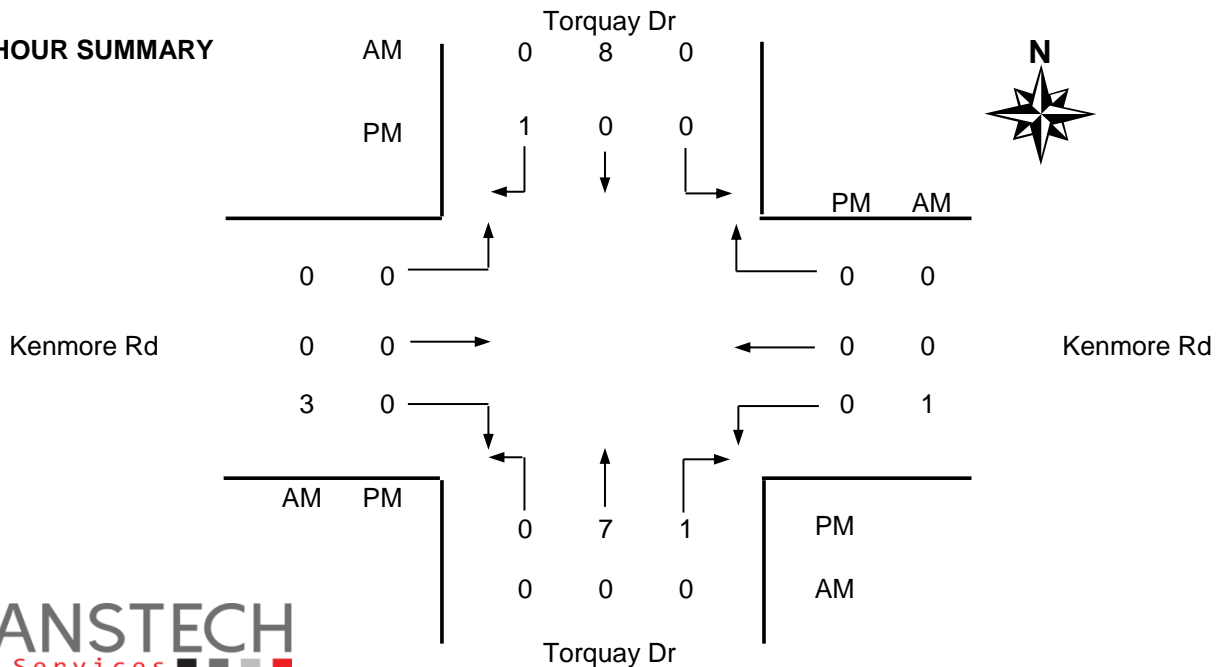 Torquay Dr
HOUR SUMMARY AM 0 8 0
N
PM 1 0 0
PM AM
0 0 0 0
Kenmore Rd 0 0 0 0 Kenmore Rd
3 0 0 1
AM PM
0 7 1 PM
0 0 0 AM
ANSTECH
Services
Torquay Dr